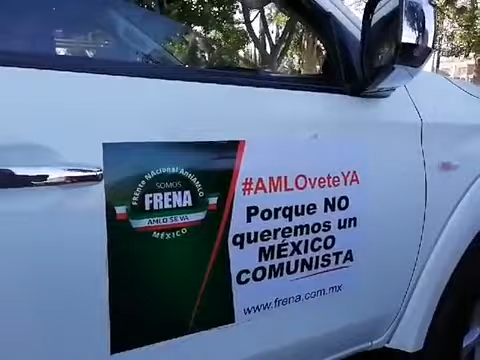 FRENTE NAcional AntiAMLO
SOMOS
FRENA
AMLO SE VA
MÉXICO
#AMLOveteYA
Porque NO
queremos un
MÉXICO
COMUNISTA
www.frena.com.mx